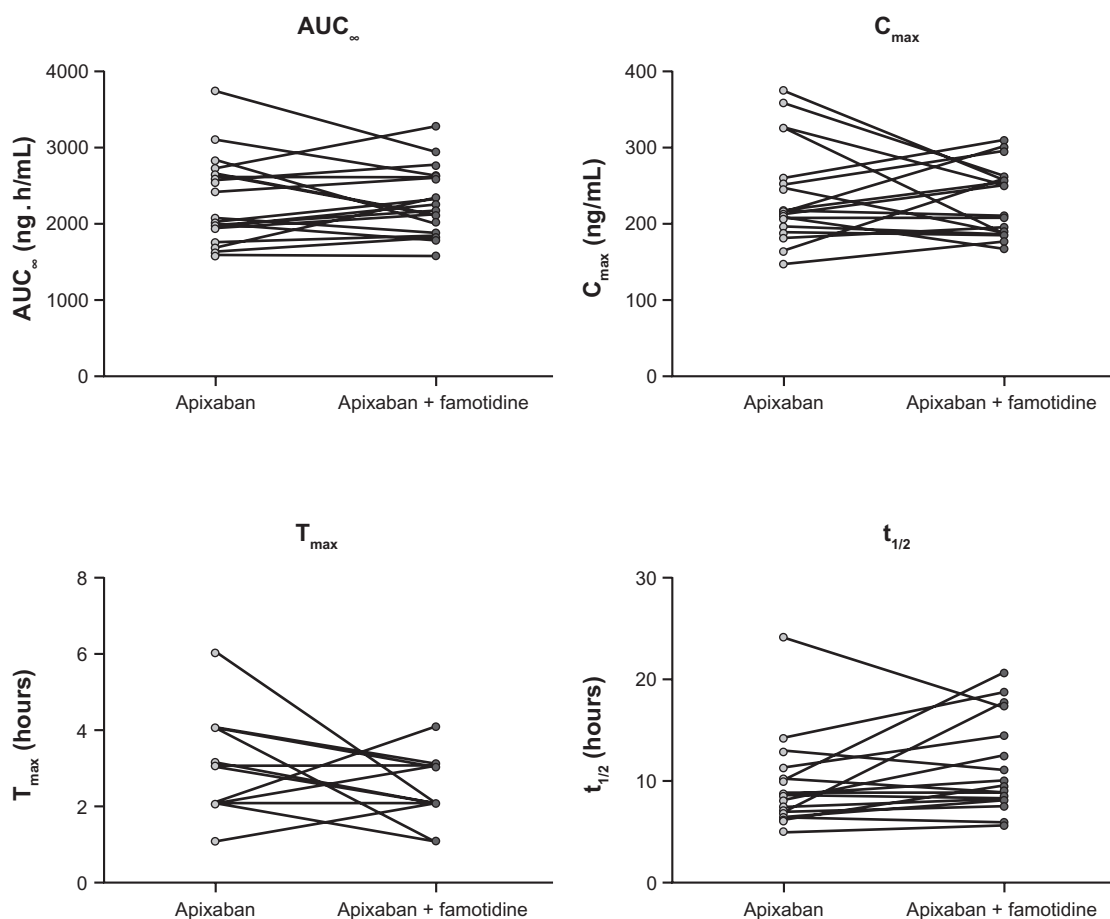 AUC∞
AUC∞ (ng.h/mL)
4000
3000
2000
1000
0
Apixaban
Apixaban + famotidine
Cmax
Cmax (ng/mL)
400
300
200
100
0
Apixaban
Apixaban + famotidine
Tmax
Tmax (hours)
8
6
4
2
0
Apixaban
Apixaban + famotidine
t1/2
t1/2 (hours)
30
20
10
0
Apixaban
Apixaban + famotidine